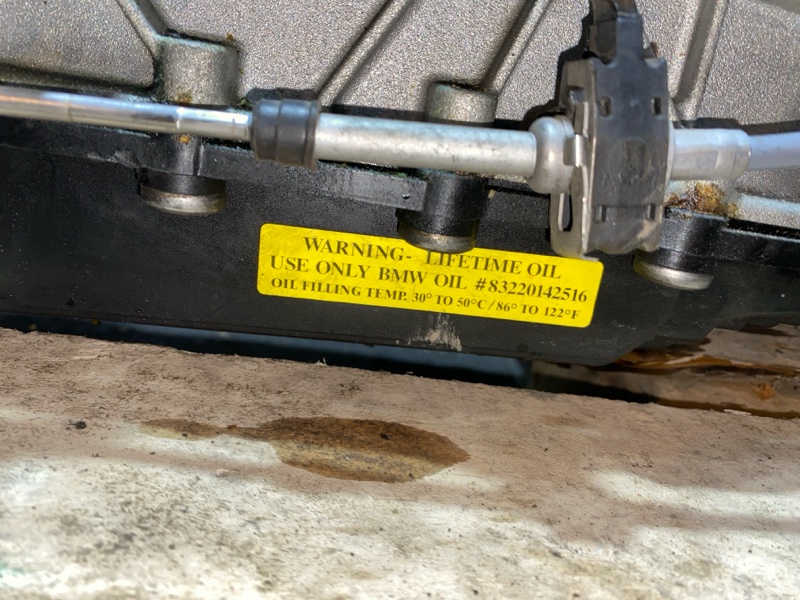 WARNING- LIFETIME OIL
USE ONLY BMW OIL #83220142516
OIL FILLING TEMP. 30° TO 50°C/86° TO 122°F